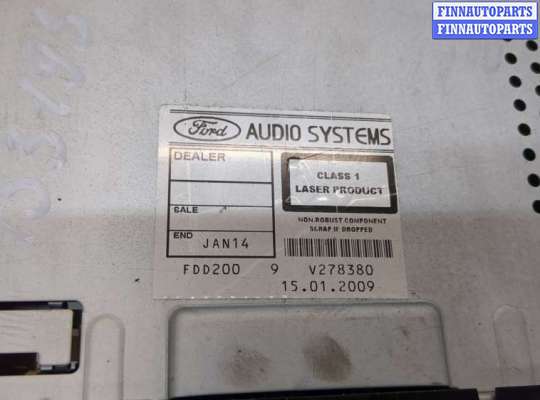 FINNAUTOPARTS
FINNAUTOPARTS
Ford AUDIO SYSTEMS
DEALER
CLASS 1
LASER PRODUCT
SALE
NON-ROBUST COMPONENT
SCRAP IF DROPPED
END JAN14
FDD200 9 V278380
15.01.2009